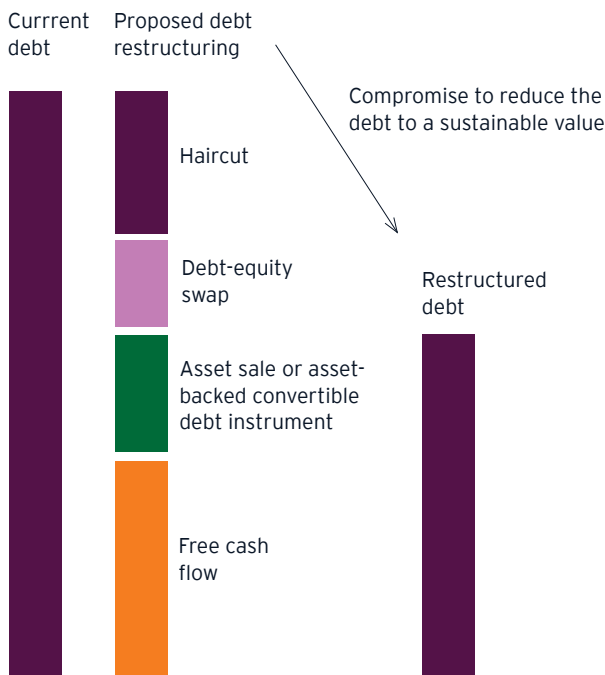 Currrent
debt
Proposed debt
restructuring
Compromise to reduce the
debt to a sustainable value
Haircut
Debt-equity
swap
Restructured
debt
Asset sale or asset-
backed convertible
debt instrument
Free cash
flow